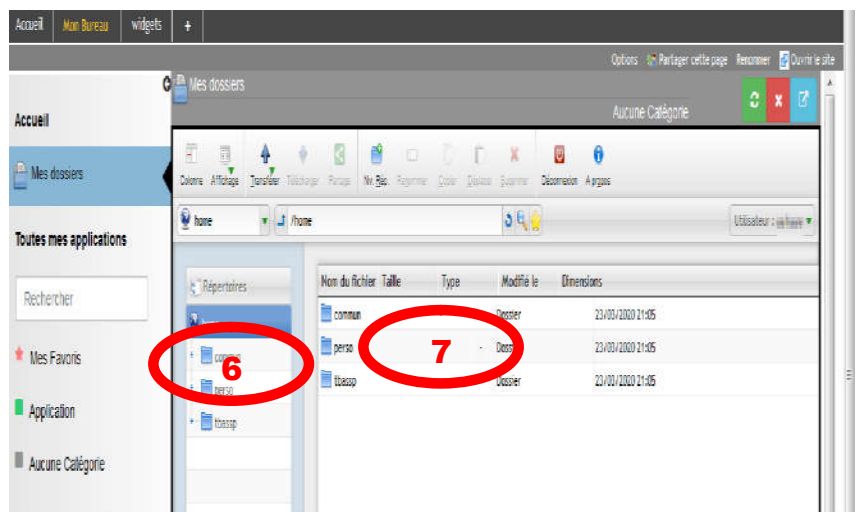 Accueil Mon Bureau widgets +
Options Partager cette page Renommer Ouvrir le site
Mes dossiers
Aucune Catégorie
Accueil
Mes dossiers
Colonne Affichage Transférer Télécharger Partage Nv. Rép. Renommer Copier Déplacer Supprimer Déconnexion A propos
home /home Utilisateur :
Toutes mes applications
Rechercher
Répertoires
Nom du fichier Taille Type Modifié le Dimensions
home
commun Dossier 23/03/2020 21:05
Mes Favoris
6
commun
perso - 7 Dossier 23/03/2020 21:05
perso
tbassp Dossier 23/03/2020 21:05
Application
tbassp
Aucune Catégorie